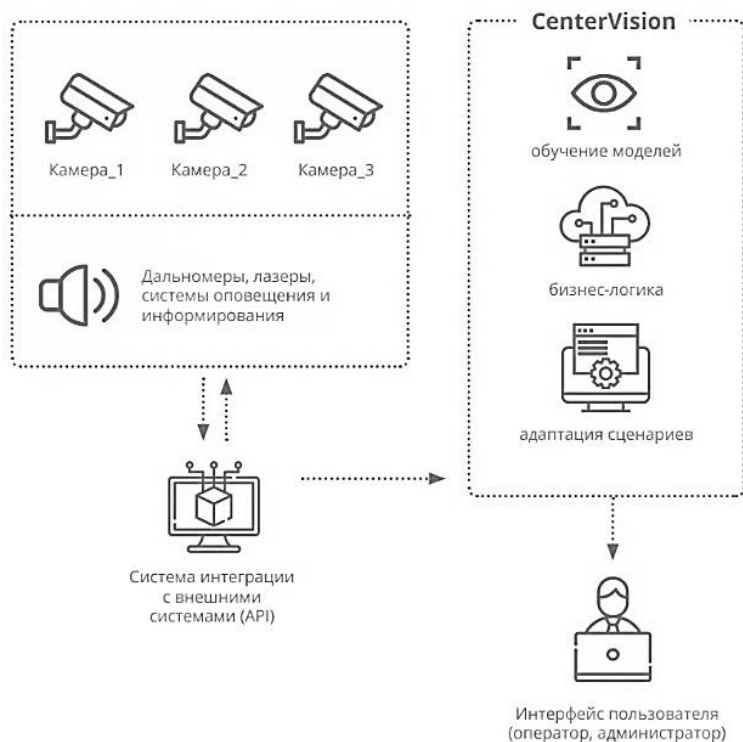 CenterVision
Камера_1
Камера_2
Камера_3
Дальномеры, лазеры,
системы оповещения и
информирования
обучение моделей
бизнес-логика
адаптация сценариев
Система интеграции
с внешними
системами (API)
Интерфейс пользователя
(оператор, администратор)